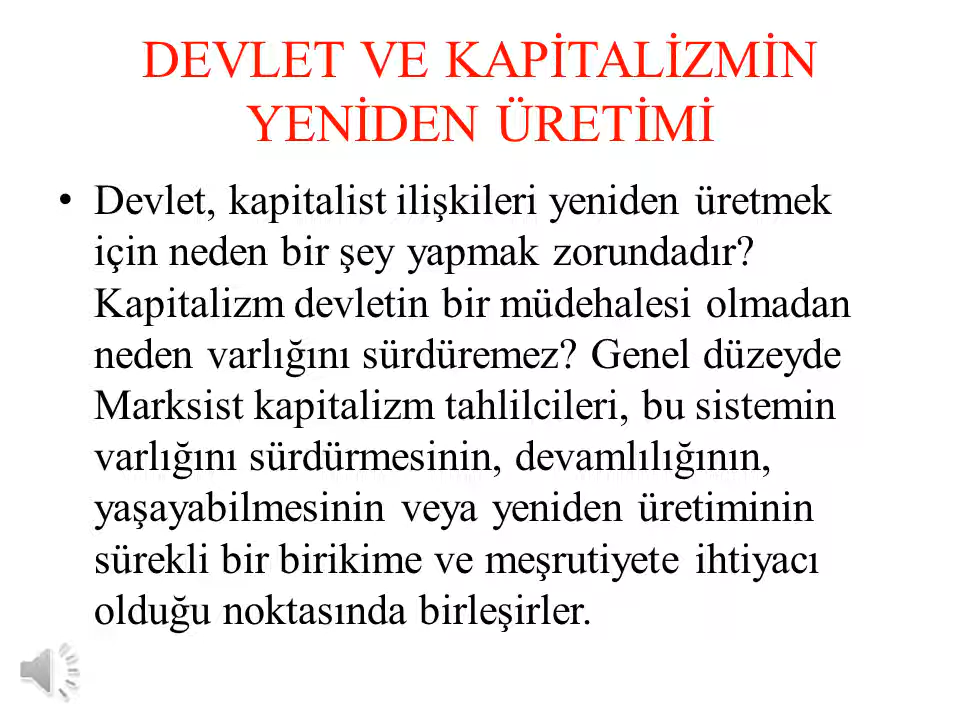 DEVLET VE KAPİTALİZMİN
YENİDEN ÜRETİMİ
• Devlet, kapitalist ilişkileri yeniden üretmek
için neden bir şey yapmak zorundadır?
Kapitalizm devletin bir müdehalesi olmadan
neden varlığını sürdüremez? Genel düzeyde
Marksist kapitalizm tahlilcileri, bu sistemin
varlığını sürdürmesinin, devamlılığının,
yaşayabilmesinin veya yeniden üretiminin
sürekli bir birikime ve meşrutiyete ihtiyacı
olduğu noktasında birleşirler.